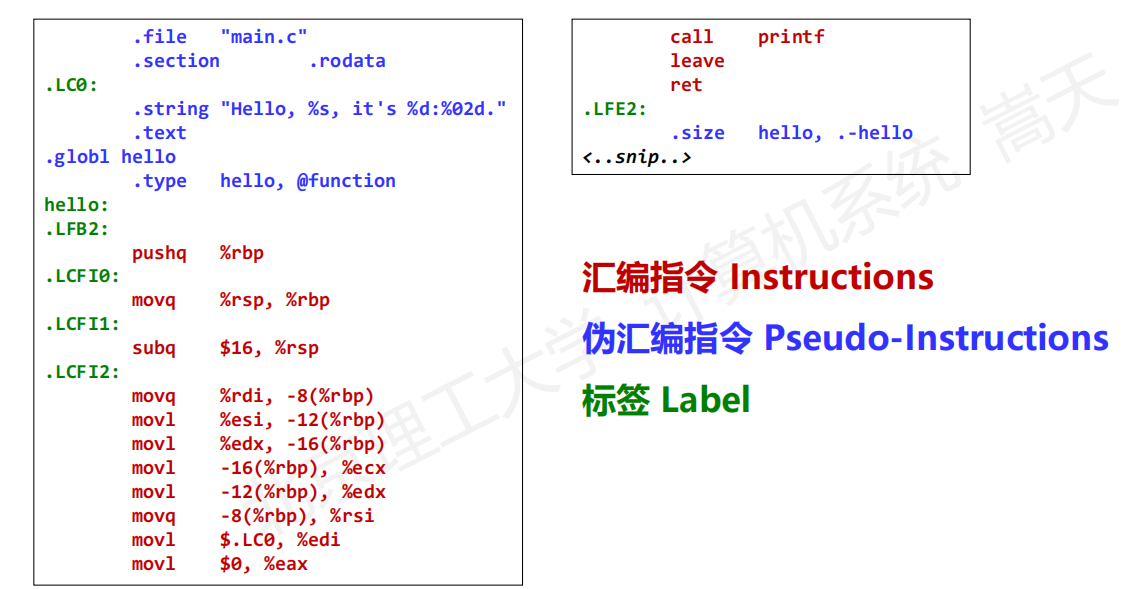 .file "main.c"
.section .rodata
.LC0:
.string "Hello, %s, it's %d:%02d."
.text
.globl hello
.type hello, @function
hello:
.LFB2:
pushq %rbp
.LCFI0:
movq %rsp, %rbp
.LCFI1:
subq $16, %rsp
.LCFI2:
movq %rdi, -8(%rbp)
movl %esi, -12(%rbp)
movl %edx, -16(%rbp)
movl -16(%rbp), %ecx
movl -12(%rbp), %edx
movq -8(%rbp), %rsi
movl $.LC0, %edi
movl $0, %eax
call printf
leave
ret
.LFE2:
.size hello, .-hello
<..snip..>
汇编指令 Instructions
伪汇编指令 Pseudo-Instructions
标签 Label
北京理工大学 计算机系统 嵩天